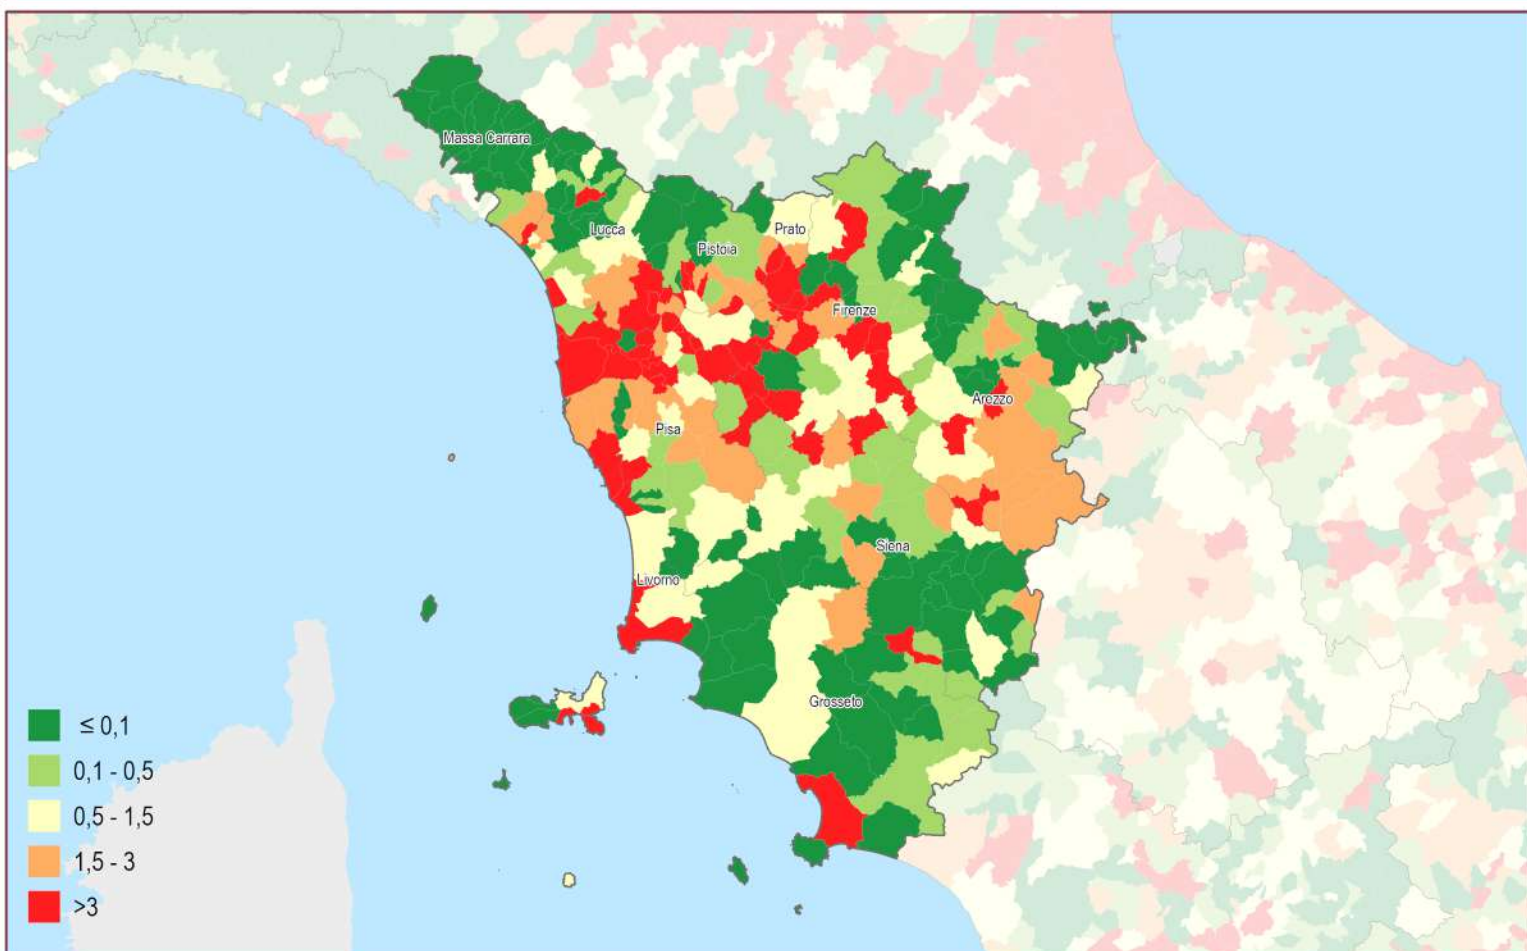 Massa Carrara
Lucca
Pistoia
Prato
Firenze
Arezzo
Pisa
Siena
Livorno
Grosseto
≤ 0,1
0,1 - 0,5
0,5 - 1,5
1,5 - 3
>3